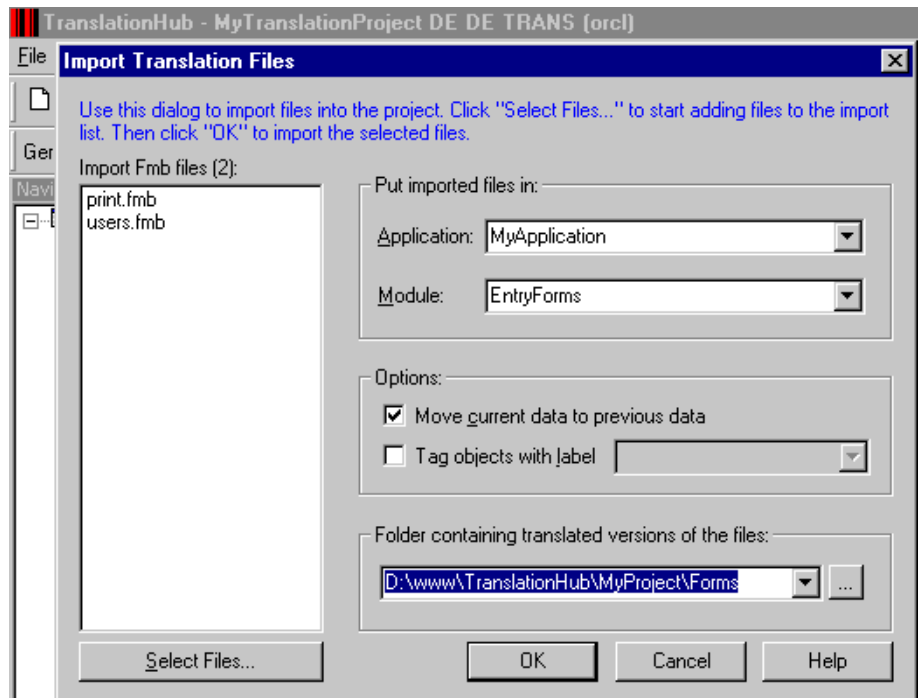 TranslationHub - MyTranslationProject DE DE TRANS (orcl)
File
Import Translation Files
Use this dialog to import files into the project. Click "Select Files..." to start adding files to the import
list. Then click "OK" to import the selected files.
Ger
Navi
Import Fmb files (2):
print.fmb
users.fmb
Select Files...
Put imported files in:
Application: MyApplication
Module: EntryForms
Options:
Move current data to previous data
Tag objects with label
Folder containing translated versions of the files:
D:\www\TranslationHub\MyProject\Forms
...
OK
Cancel
Help